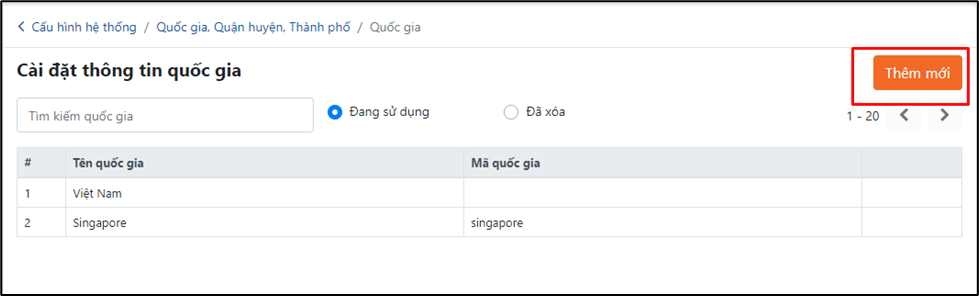 Cấu hình hệ thống / Quốc gia, Quận huyện, Thành phố / Quốc gia
Cài đặt thông tin quốc gia
Thêm mới
Tìm kiếm quốc gia
Đang sử dụng
Đã xóa
1 - 20
# Tên quốc gia Mã quốc gia
1 Việt Nam
2 Singapore singapore